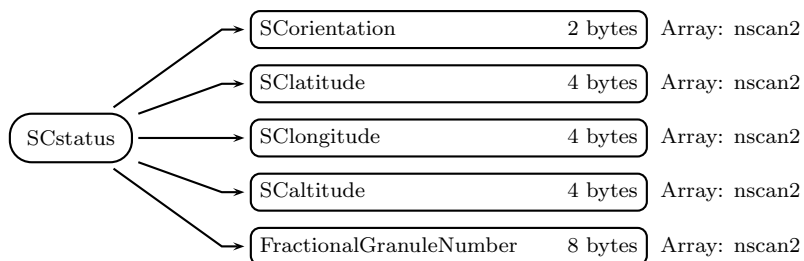 SCorientation 2 bytes Array: nscan2
SClatitude 4 bytes Array: nscan2
SCstatus
SClongitude 4 bytes Array: nscan2
SCaltitude 4 bytes Array: nscan2
FractionalGranuleNumber 8 bytes Array: nscan2